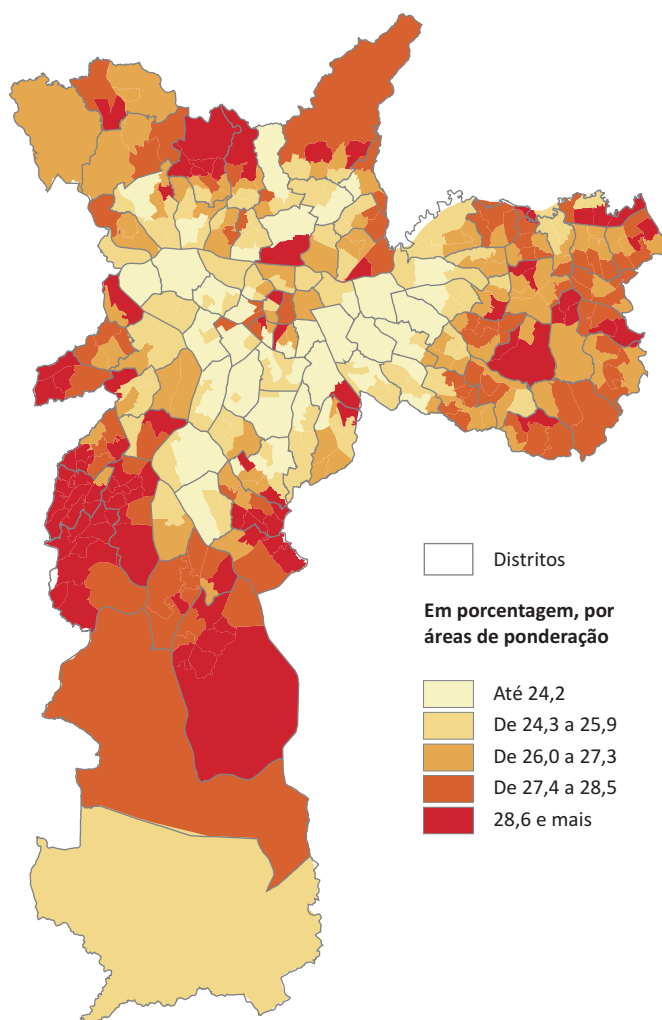 Distritos
Em porcentagem, por
áreas de ponderação
Até 24,2
De 24,3 a 25,9
De 26,0 a 27,3
De 27,4 a 28,5
28,6 e mais